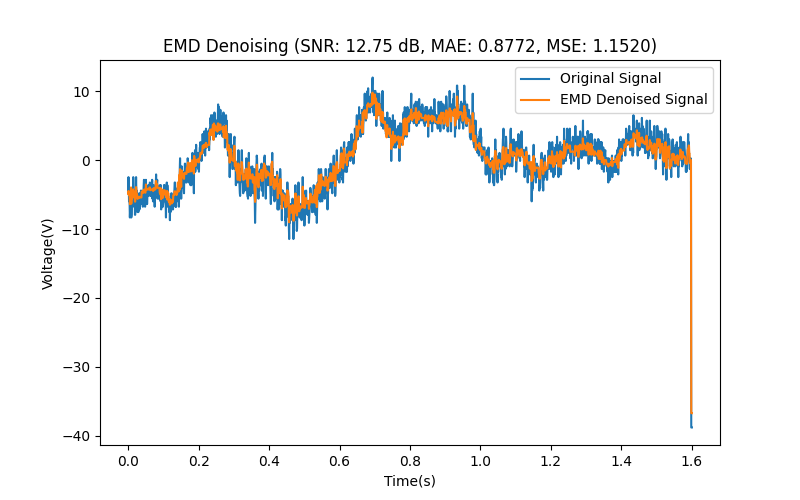 EMD Denoising (SNR: 12.75 dB, MAE: 0.8772, MSE: 1.1520)
Original Signal
EMD Denoised Signal
10
0
−10
−20
−30
−40
Voltage(V)
0.0 0.2 0.4 0.6 0.8 1.0 1.2 1.4 1.6
Time(s)